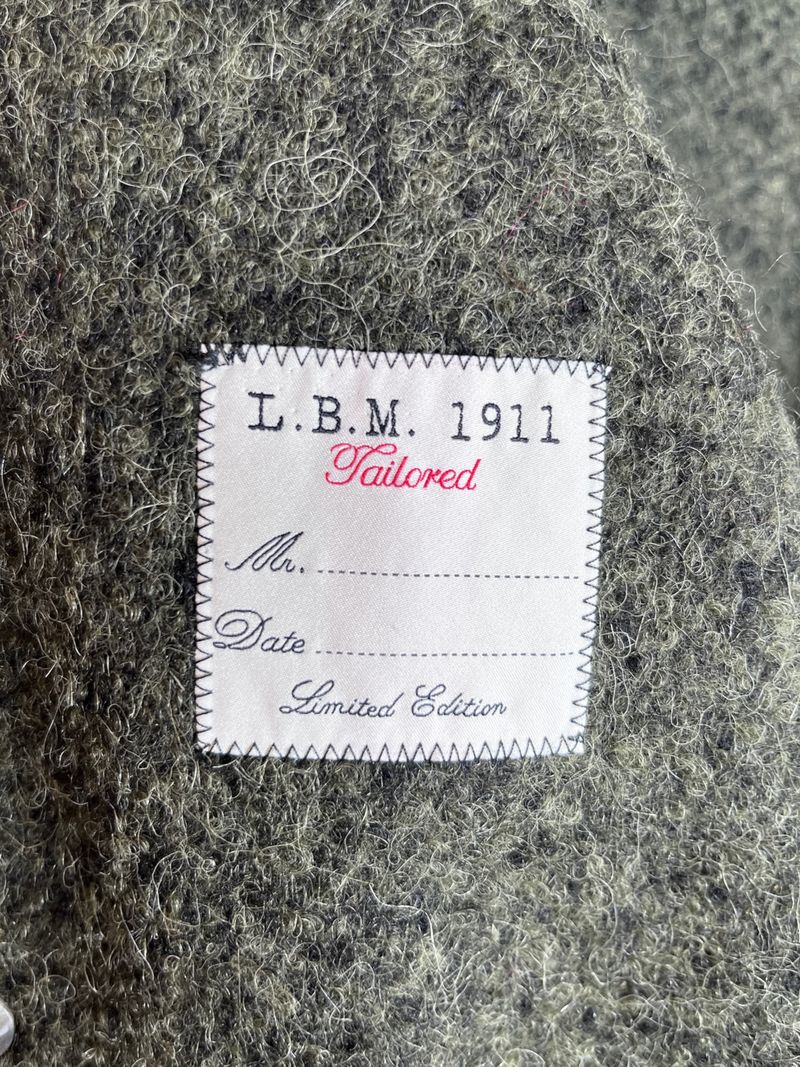 L.B.M. 1911
Tailored
Mr.
Date
Limited Edition